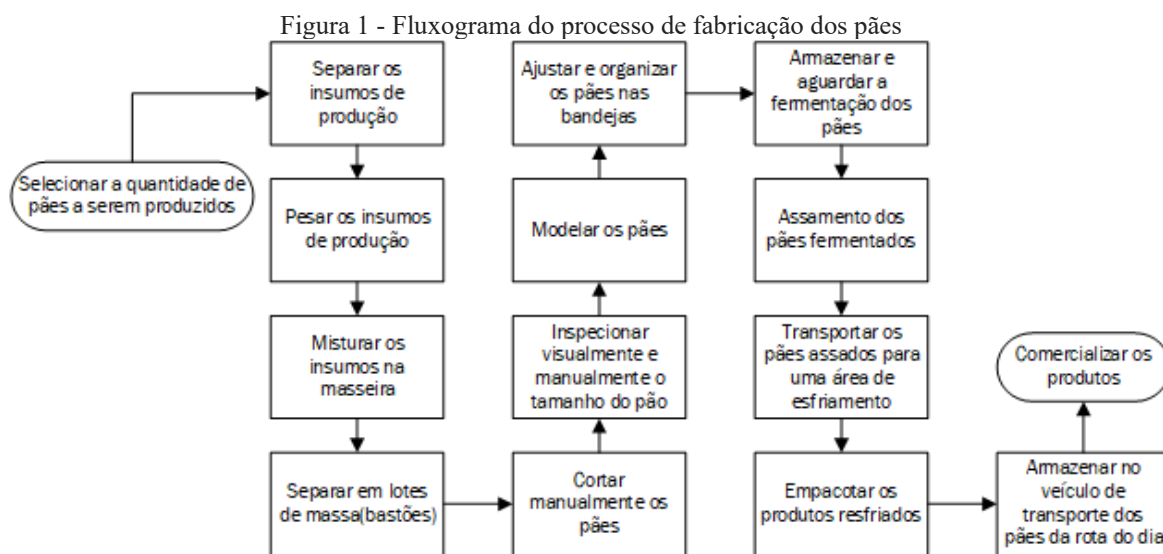 Figura 1 - Fluxograma do processo de fabricação dos pães
Selecionar a quantidade de
pães a serem produzidos
Separar os
insumos de
produção
Pesar os insumos
de produção
Misturar os
insumos na
masseira
Separar em lotes
de massa(bastões)
Cortar
manualmente os
pães
Inspecionar
visualmente e
manualmente o
tamanho do pão
Modelar os pães
Ajustar e organizar
os pães nas
bandejas
Armazenar e
aguardar a
fermentação dos
pães
Assamento dos
pães fermentados
Transportar os
pães assados para
uma área de
esfriamento
Empacotar os
produtos resfriados
Armazenar no
veículo de
transporte dos
pães da rota do dia
Comercializar os
produtos